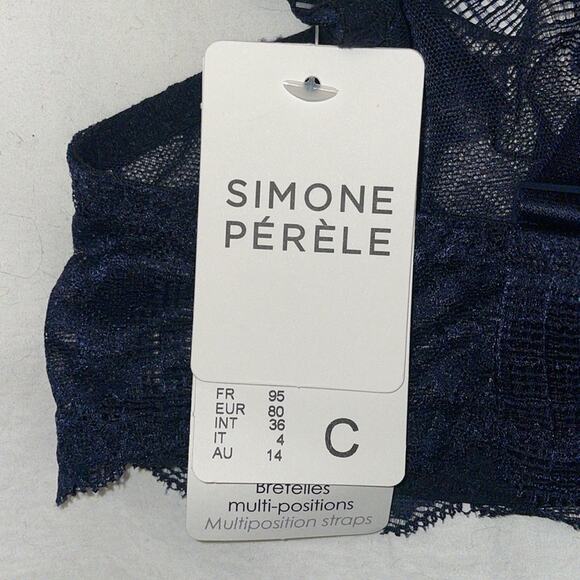 SIMONE
PÉRÈLE
FR 95
EUR 80
INT 36
IT 4
AU 14
C
Bretelles
multi-positions
Multiposition straps